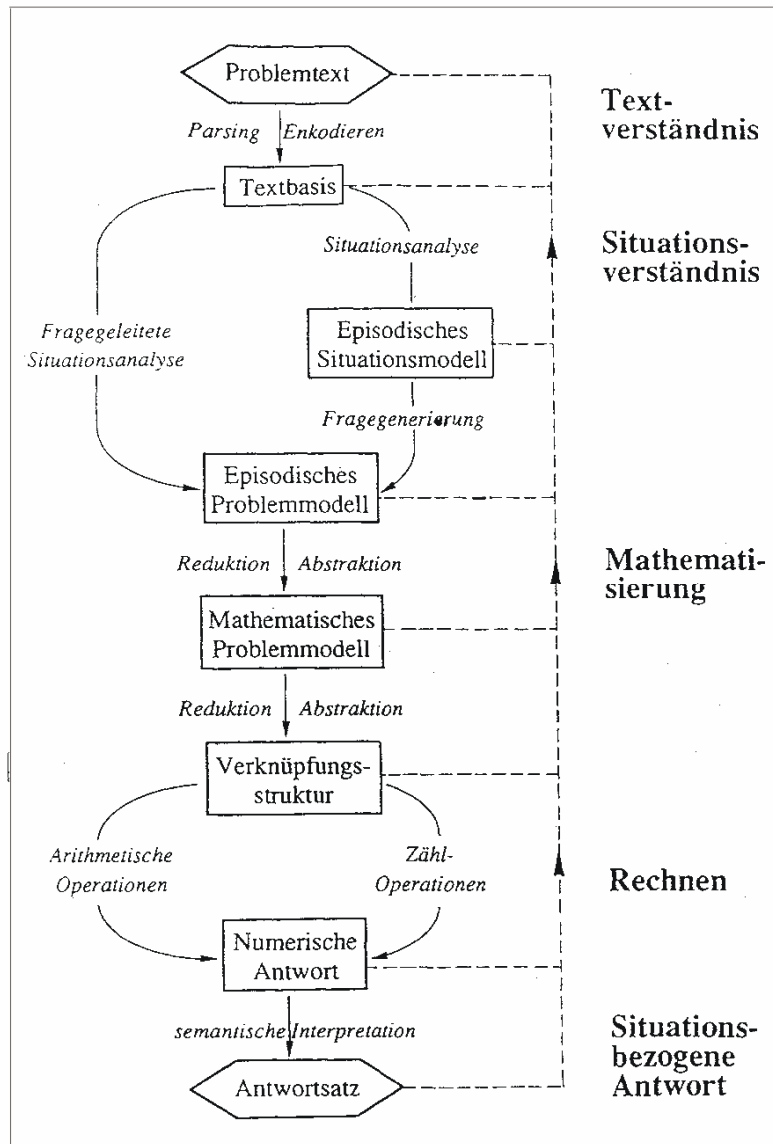 Problemtext
Text-
verständnis
Parsing Enkodieren
Textbasis
Situationsanalyse
Situations-
verständnis
Fragegeleitete
Situationsanalyse
Episodisches
Situationsmodell
Fragegenerierung
Episodisches
Problemmodell
Reduktion Abstraktion
Mathemati-
sierung
Mathematisches
Problemmodell
Reduktion Abstraktion
Verknüpfungs-
struktur
Arithmetische
Operationen
Zähl-
Operationen
Rechnen
Numerische
Antwort
semantische Interpretation
Situations-
bezogene
Antwort
Antwortsatz